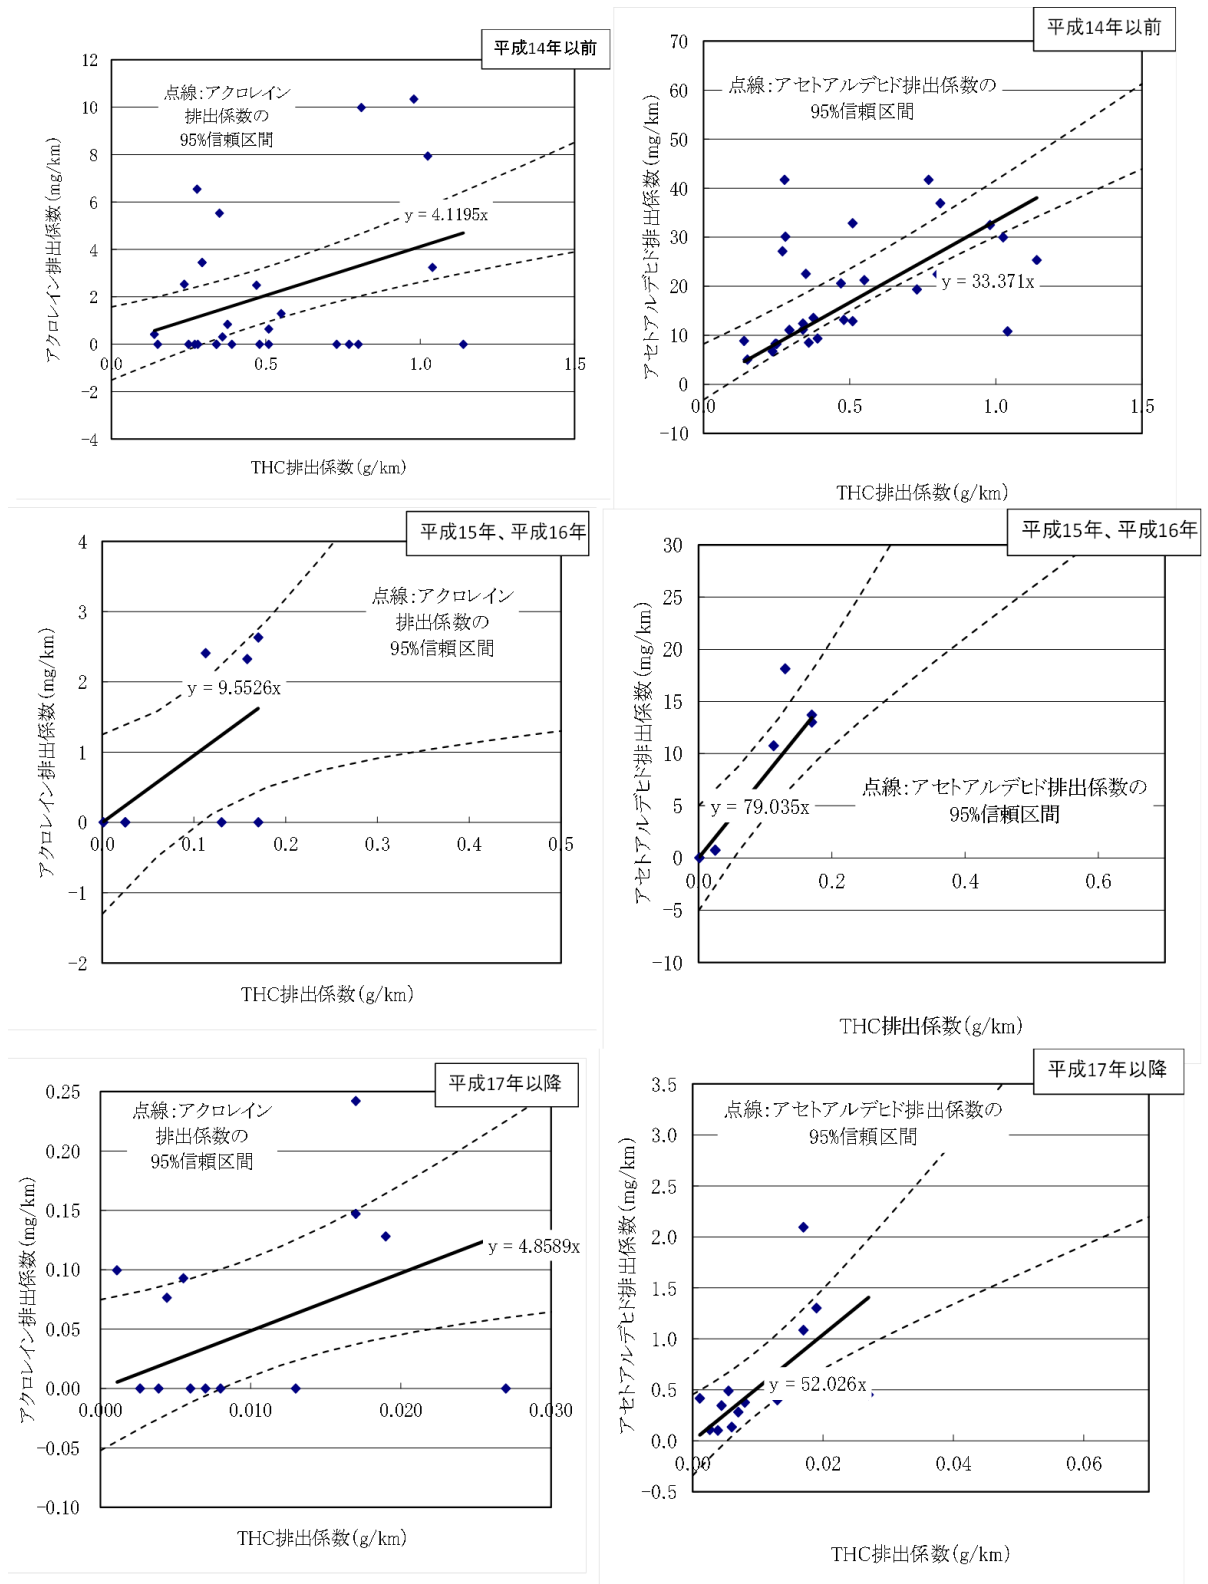 平成14年以前
12
10
8
6
4
2
0
−2
−4
0.0
0.5
1.0
1.5
点線：アクロレイン
排出係数の
95%信頼区間
y = 4.1195x
アクロレイン排出係数(mg/km)
THC排出係数(g/km)
平成14年以前
70
60
50
40
30
20
10
0
−10
0.0
0.5
1.0
1.5
点線：アセトアルデヒド排出係数の
95%信頼区間
y = 33.371x
アセトアルデヒド排出係数(mg/km)
THC排出係数(g/km)
平成15年、平成16年
4
3
2
1
0
−1
−2
0.0
0.1
0.2
0.3
0.4
0.5
点線：アクロレイン
排出係数の
95%信頼区間
y = 9.5526x
アクロレイン排出係数(mg/km)
THC排出係数(g/km)
平成15年、平成16年
30
25
20
15
10
5
0
−5
−10
0.0
0.2
0.4
0.6
点線：アセトアルデヒド排出係数の
95%信頼区間
y = 79.035x
アセトアルデヒド排出係数(mg/km)
THC排出係数(g/km)
平成17年以降
0.25
0.20
0.15
0.10
0.05
0.00
−0.05
−0.10
0.000
0.010
0.020
0.030
点線：アクロレイン
排出係数の
95%信頼区間
y = 4.8589x
アクロレイン排出係数(mg/km)
THC排出係数(g/km)
平成17年以降
3.5
3.0
2.5
2.0
1.5
1.0
0.5
0.0
−0.5
0.00
0.02
0.04
0.06
点線：アセトアルデヒド排出係数の
95%信頼区間
y = 52.026x
アセトアルデヒド排出係数(mg/km)
THC排出係数(g/km)